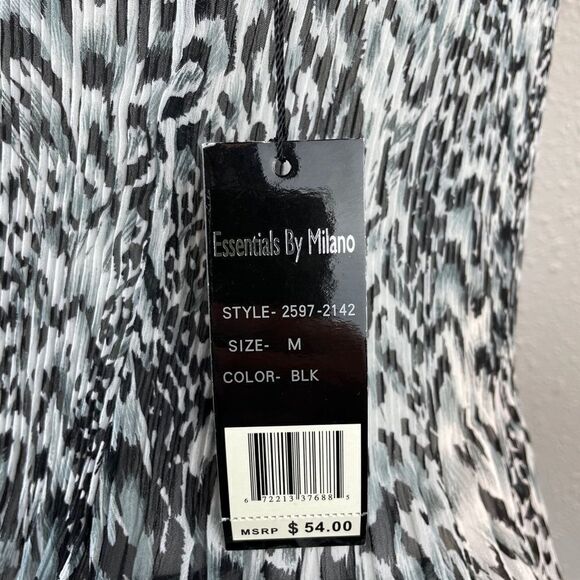 Essentials By Milano
STYLE- 2597-2142
SIZE- M
COLOR- BLK
6 72213 37688 5
MSRP $ 54.00